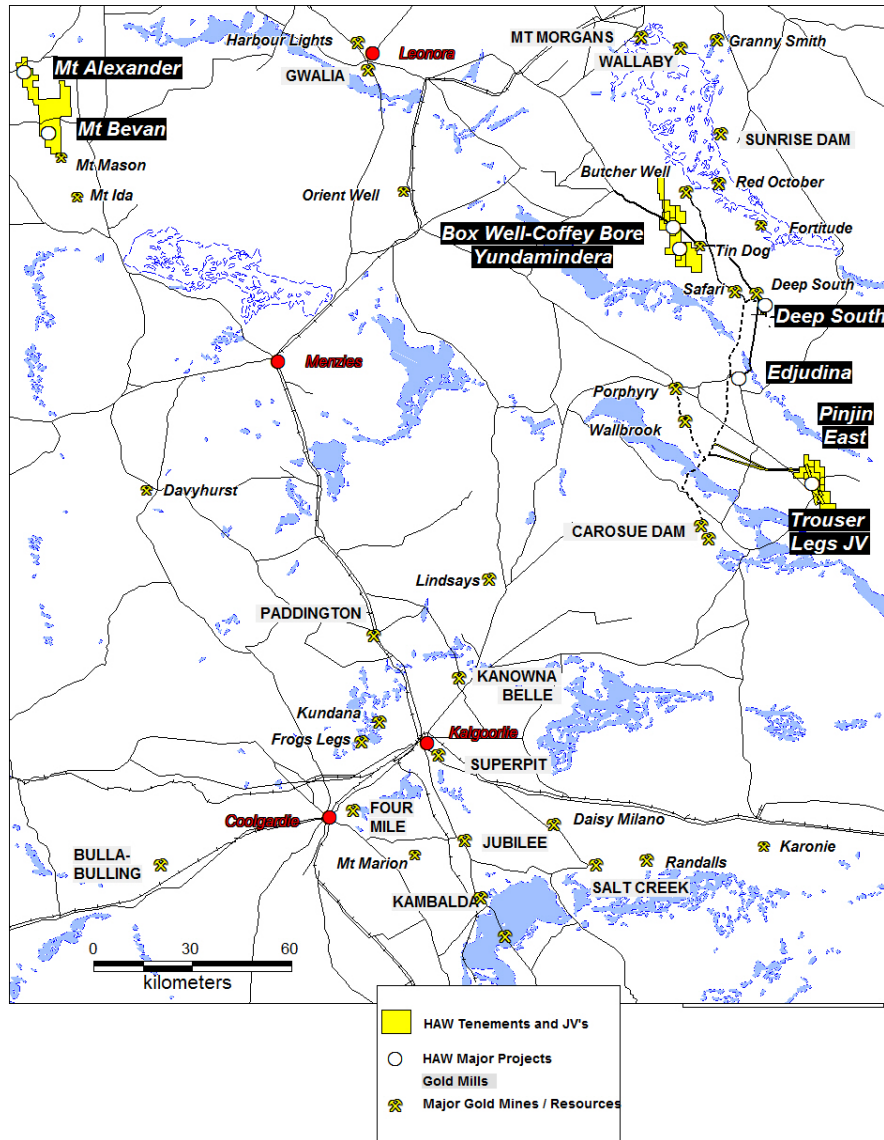 Harbour Lights
Leonora
MT MORGANS
Granny Smith
WALLABY
GWALIA
Mt Alexander
Mt Bevan
SUNRISE DAM
Mt Mason
Mt Ida
Orient Well
Butcher Well
Red October
Box Well-Coffey Bore
Yundamindera
Fortitude
Tin Dog
Safari
Deep South
Deep South
Menzies
Edjudina
Porphyry
Wallbrook
Pinjin
East
Davyhurst
Trouser
Legs JV
CAROSUE DAM
Lindsays
PADDINGTON
KANOWNA
BELLE
Kundana
Frogs Legs
Kalgoorlie
SUPERPIT
Coolgardie
FOUR
MILE
Daisy Milano
JUBILEE
Karonie
BULLA-
BULLING
Mt Marion
Randalls
SALT CREEK
KAMBALDA
0 30 60
kilometers
HAW Tenements and JV's
HAW Major Projects
Gold Mills
Major Gold Mines / Resources